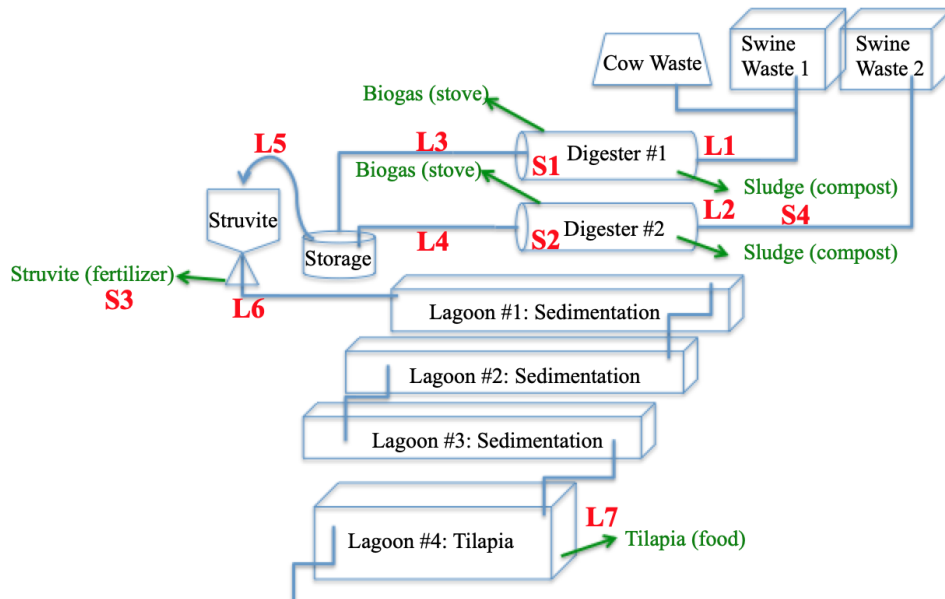 Cow Waste
Swine
Waste 1
Swine
Waste 2
Biogas (stove)
L5
L3
S1
Digester #1
L1
Biogas (stove)
Sludge (compost)
Struvite
L4
S2
Digester #2
L2
S4
Storage
Sludge (compost)
Struvite (fertilizer)
S3
L6
Lagoon #1: Sedimentation
Lagoon #2: Sedimentation
Lagoon #3: Sedimentation
L7
Lagoon #4: Tilapia
Tilapia (food)